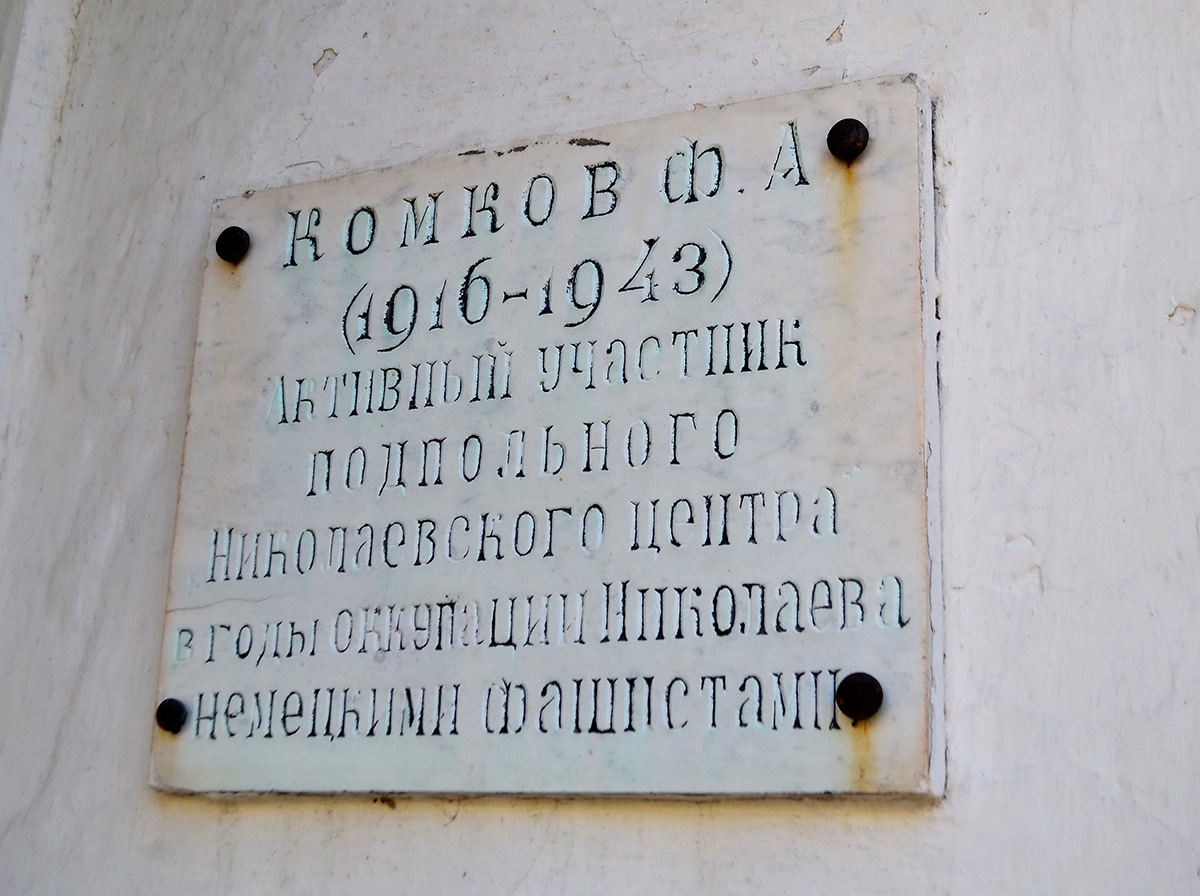 Комков Ф.А
(1916-1943)
Активный участник
подпольного
„Николаевского центра“
в годы оккупации Николаева
немецкими фашистами.